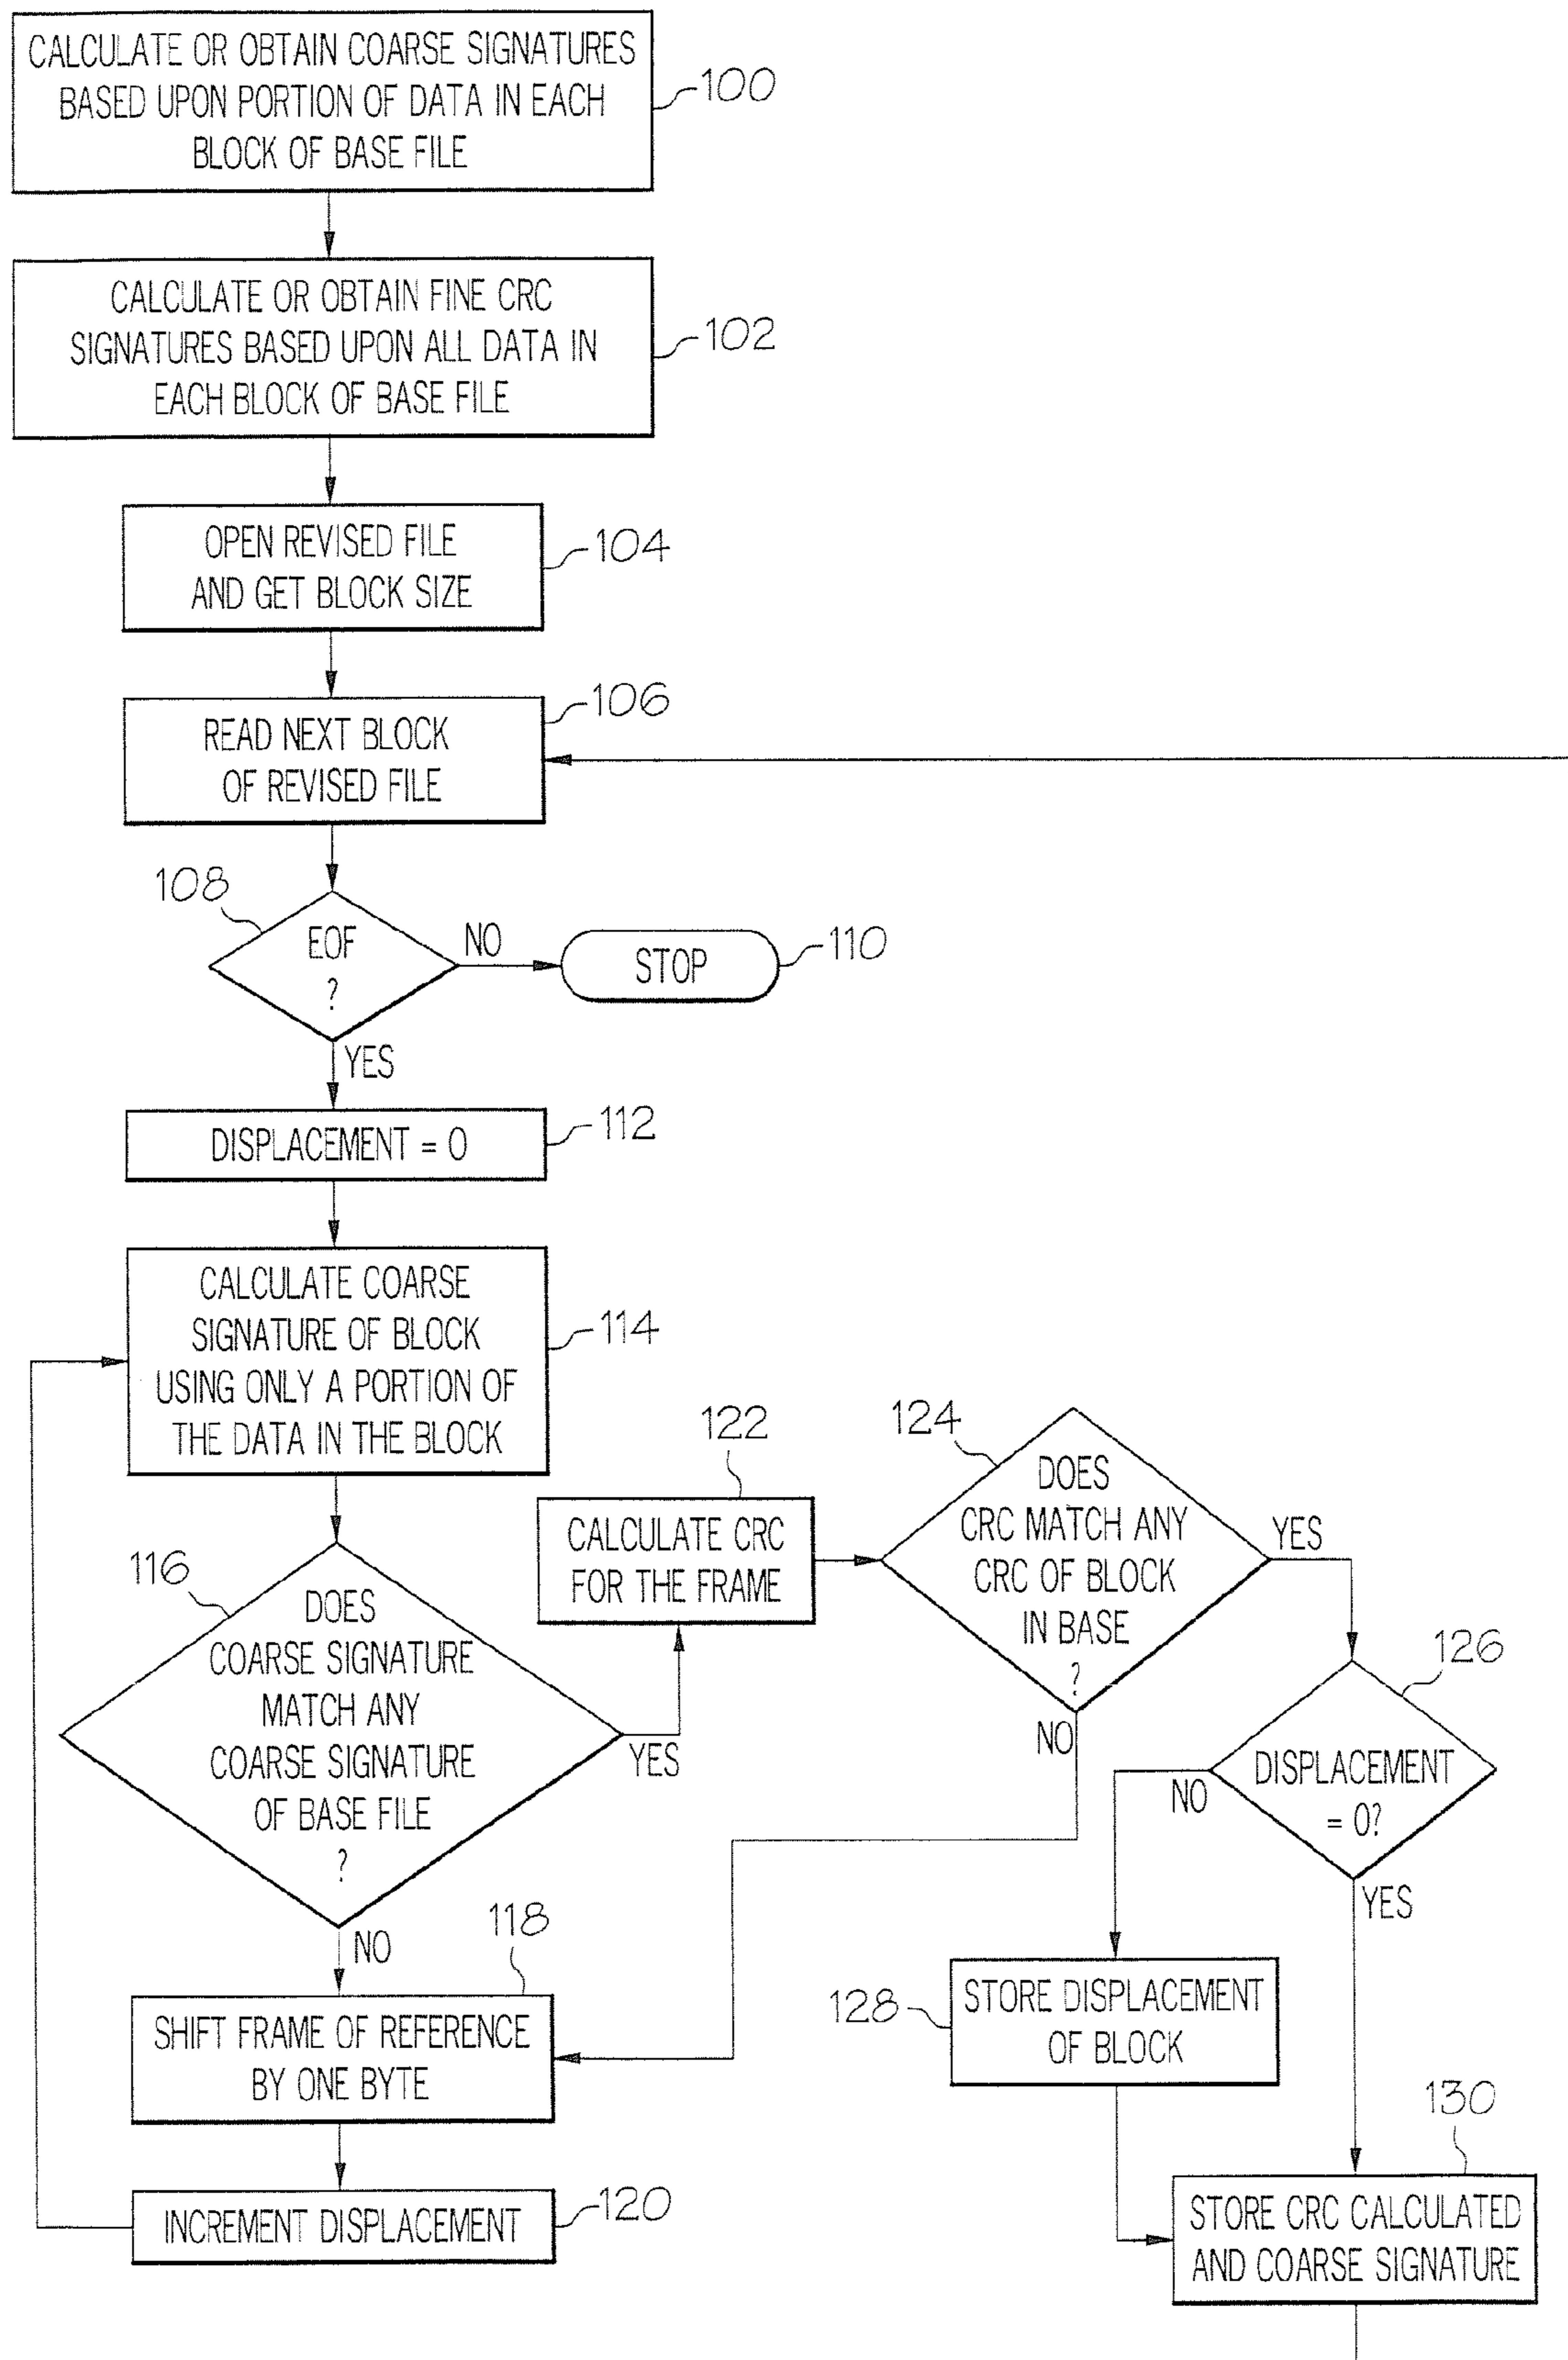 CALCULATE OR OBTAIN COARSE SIGNATURES
BASED UPON PORTION OF DATA IN EACH
BLOCK OF BASE FILE
100
CALCULATE OR OBTAIN FINE CRC
SIGNATURES BASED UPON ALL DATA IN
EACH BLOCK OF BASE FILE
102
OPEN REVISED FILE
AND GET BLOCK SIZE
104
READ NEXT BLOCK
OF REVISED FILE
106
108
EOF
?
NO
STOP
110
YES
DISPLACEMENT = 0
112
CALCULATE COARSE
SIGNATURE OF BLOCK
USING ONLY A PORTION OF
THE DATA IN THE BLOCK
114
116
DOES
COARSE SIGNATURE
MATCH ANY
COARSE SIGNATURE
OF BASE FILE
?
YES
NO
122
CALCULATE CRC
FOR THE FRAME
124
DOES
CRC MATCH ANY
CRC OF BLOCK
IN BASE
?
YES
NO
126
DISPLACEMENT
= 0?
NO
YES
118
SHIFT FRAME OF REFERENCE
BY ONE BYTE
128
STORE DISPLACEMENT
OF BLOCK
INCREMENT DISPLACEMENT
120
130
STORE CRC CALCULATED
AND COARSE SIGNATURE